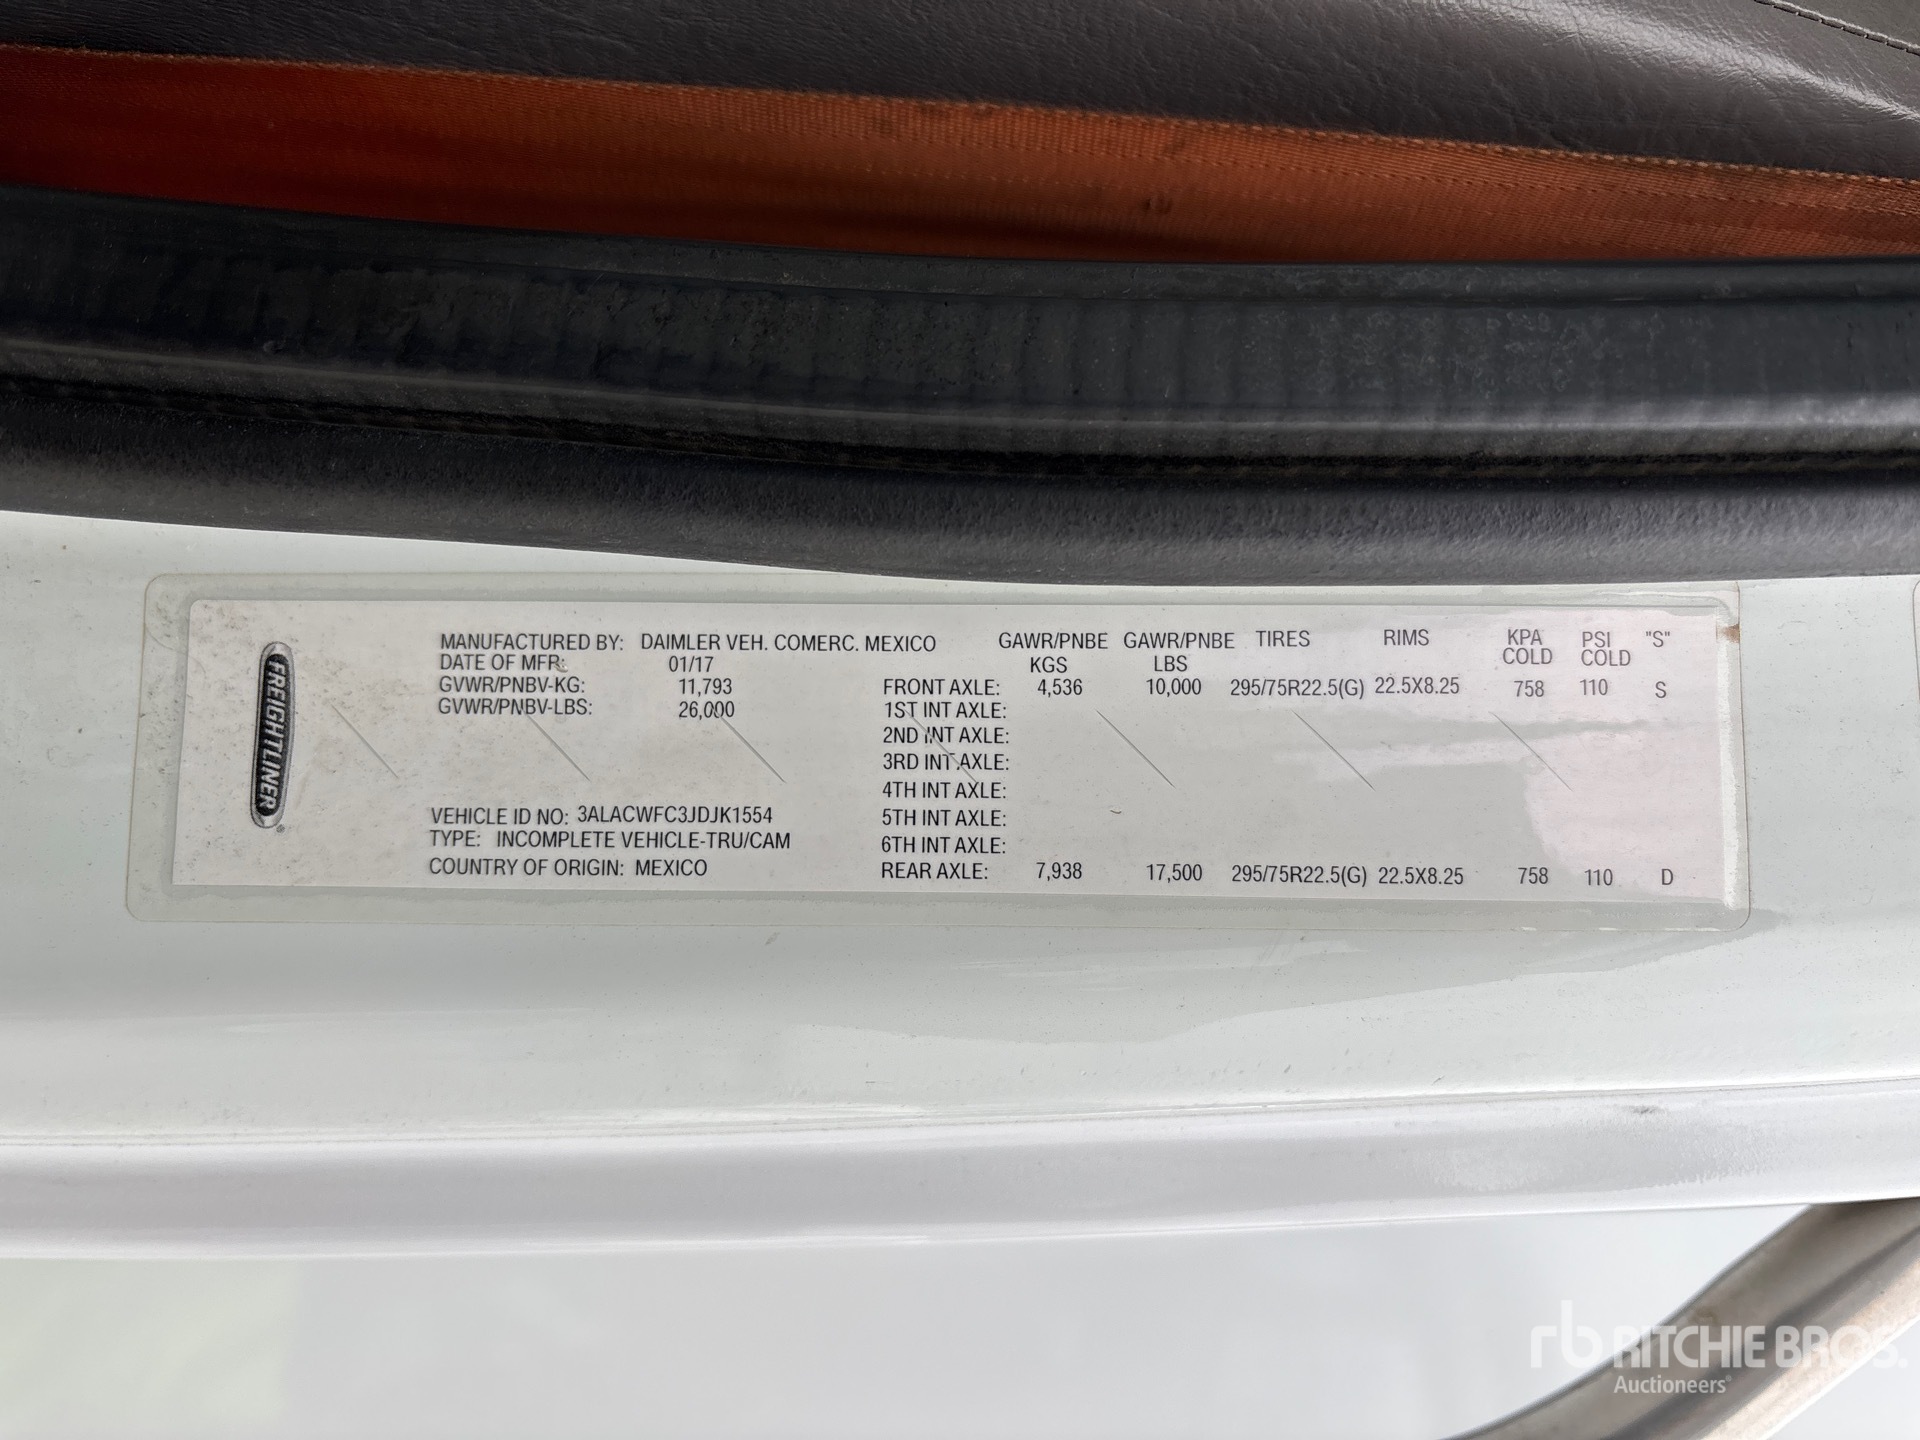 FREIGHTLINER
MANUFACTURED BY: DAIMLER VEH. COMERC. MEXICO
DATE OF MFR: 01/17
GVWR/PNBV-KG: 11,793
GVWR/PNBV-LBS: 26,000
VEHICLE ID NO: 3ALACWFC3JDJK1554
TYPE: INCOMPLETE VEHICLE-TRU/CAM
COUNTRY OF ORIGIN: MEXICO
GAWR/PNBE KGS GAWR/PNBE LBS TIRES RIMS KPA COLD PSI COLD "S"
FRONT AXLE: 4,536 10,000 295/75R22.5(G) 22.5X8.25 758 110 S
1ST INT AXLE:
2ND INT AXLE:
3RD INT AXLE:
4TH INT AXLE:
5TH INT AXLE:
6TH INT AXLE:
REAR AXLE: 7,938 17,500 295/75R22.5(G) 22.5X8.25 758 110 D
rb RITCHIE BROS.
Auctioneers